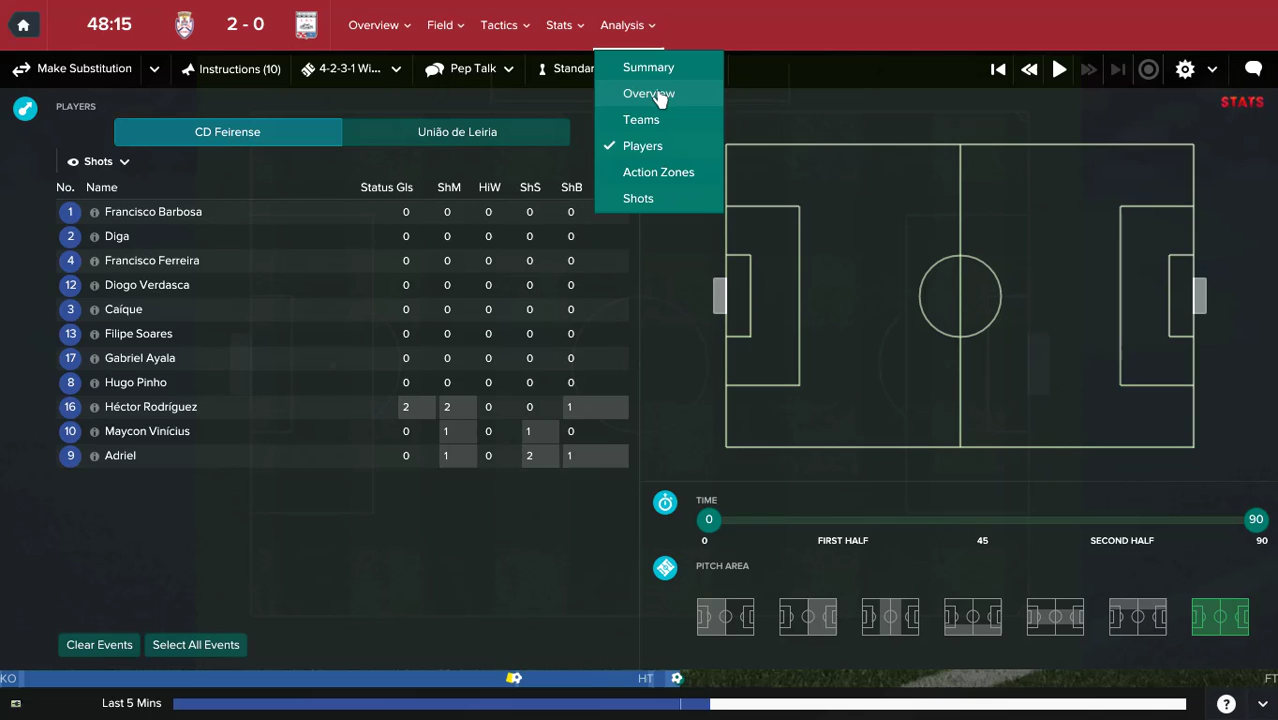 48:15 2 - 0 Overview Field Tactics Stats Analysis
Make Substitution Instructions (10) 4-2-3-1 Wi... Pep Talk Standar
Summary
Overview
Teams
Players
Action Zones
Shots
STATS
PLAYERS
CD Feirense União de Leiria
Shots
No. Name Status Gls ShM HiW ShS ShB
1 Francisco Barbosa 0 0 0 0 0
2 Diga 0 0 0 0 0
4 Francisco Ferreira 0 0 0 0 0
12 Diogo Verdasca 0 0 0 0 0
3 Caíque 0 0 0 0 0
13 Filipe Soares 0 0 0 0 0
17 Gabriel Ayala 0 0 0 0 0
8 Hugo Pinho 0 0 0 0 0
16 Héctor Rodríguez 2 2 0 0 1
10 Maycon Vinícius 0 1 0 1 0
9 Adriel 0 1 0 2 1
TIME
0 90
0 FIRST HALF 45 SECOND HALF 90
PITCH AREA
Clear Events Select All Events
KO HT FT
Last 5 Mins ?